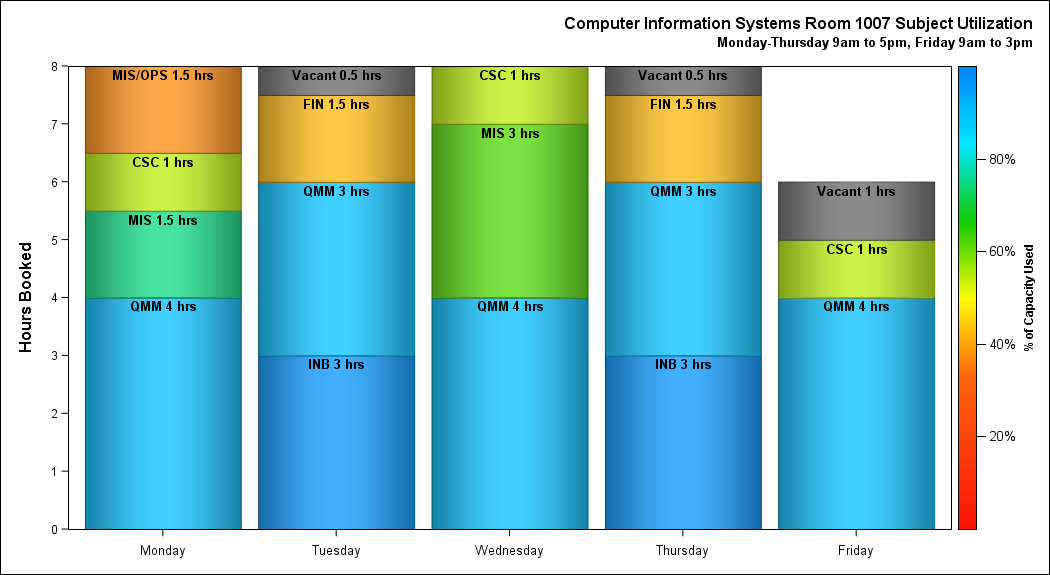 Computer Information Systems Room 1007 Subject Utilization
Monday-Thursday 9am to 5pm, Friday 9am to 3pm
Hours Booked
8
7
6
5
4
3
2
1
0
MIS/OPS 1.5 hrs
CSC 1 hrs
MIS 1.5 hrs
QMM 4 hrs
Vacant 0.5 hrs
FIN 1.5 hrs
QMM 3 hrs
INB 3 hrs
CSC 1 hrs
MIS 3 hrs
QMM 4 hrs
Vacant 0.5 hrs
FIN 1.5 hrs
QMM 3 hrs
INB 3 hrs
Vacant 1 hrs
CSC 1 hrs
QMM 4 hrs
Monday
Tuesday
Wednesday
Thursday
Friday
80%
60%
40%
20%
% of Capacity Used